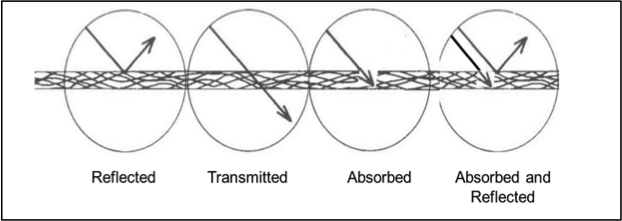 Reflected
Transmitted
Absorbed
Absorbed and
Reflected